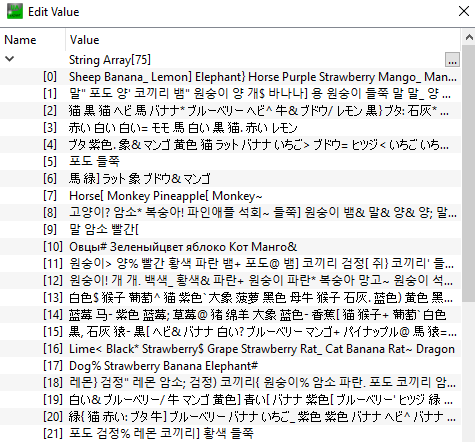 Edit Value
Name Value
String Array[75] ...
[0] Sheep Banana_ Lemon] Elephant} Horse Purple Strawberry Mango_ Man...
[1] 말" 포도 양' 코끼리 뱀" 원숭이 양 개$ 바나나] 용 원숭이 들쭉 말 말_ 양 ...
[2] 猫 黒 猫 ヘビ 馬 バナナ* ブルーベリー ヘビ^ 牛& ブドウ/ レモン 黒} ブタ: 石灰* ...
[3] 赤い 白い 白い= モモ 馬 白い 黒 猫. 赤い レモン
[4] ブタ 紫色. 象& マンゴ 黄色 猫 ラット バナナ いちご> ブドウ= ヒツジ < いちご いち...
[5] 포도 들쭉
[6] 馬 緑] ラット 象 ブドウ& マンゴ
[7] Horse[ Monkey Pineapple[ Monkey~
[8] 고양이? 암소* 복숭아! 파인애플 석회~ 들쭉] 원숭이 뱀& 말& 양& 양; 말...
[9] 말 암소 빨간[
[10] Овцы# Зеленыйцвет яблоко Кот Манго&
[11] 원숭이> 양% 빨간 황색 파란 뱀+ 포도@ 뱀] 코끼리 검정[ 쥐} 코끼리' 들...
[12] 원숭이! 개 개. 백색_ 황색& 파란+ 원숭이 파란* 복숭아 망고~ 원숭이 석...
[13] 白色$ 猴子 葡萄^ 猫 紫色`大象 菠萝 黑色 母牛 猴子 石灰. 蓝色) 黄色 黑...
[14] 蓝莓 马- 紫色 蓝莓; 草莓@ 猪 绵羊 大象 蓝色- 香蕉[ 猫 猴子+ 葡萄`白色
[15] 黒, 石灰 猿- 黒[ ヘビ& バナナ 白い? ブルーベリー マンゴ+ パイナップル@ 馬 猿=...
[16] Lime< Black* Strawberry$ Grape Strawberry Rat_ Cat Banana Rat~ Dragon
[17] Dog% Strawberry Banana Elephant#
[18] 레몬} 검정" 레몬 암소; 검정) 코끼리{ 원숭이% 암소 파란. 포도 코끼리 암...
[19] 白い& ブルーベリー/ 牛 マンゴ 黄色] 青い[ バナナ 紫色[ ブルーベリー' ヒツジ 緑...
[20] 緑{ 猫 赤い: ブタ 牛] ブルーベリー バナナ いちご_ 紫色 紫色 バナナ ヘビ^ バナナ ...
[21] 포도 검정% 레몬 코끼리] 황색 들쭉